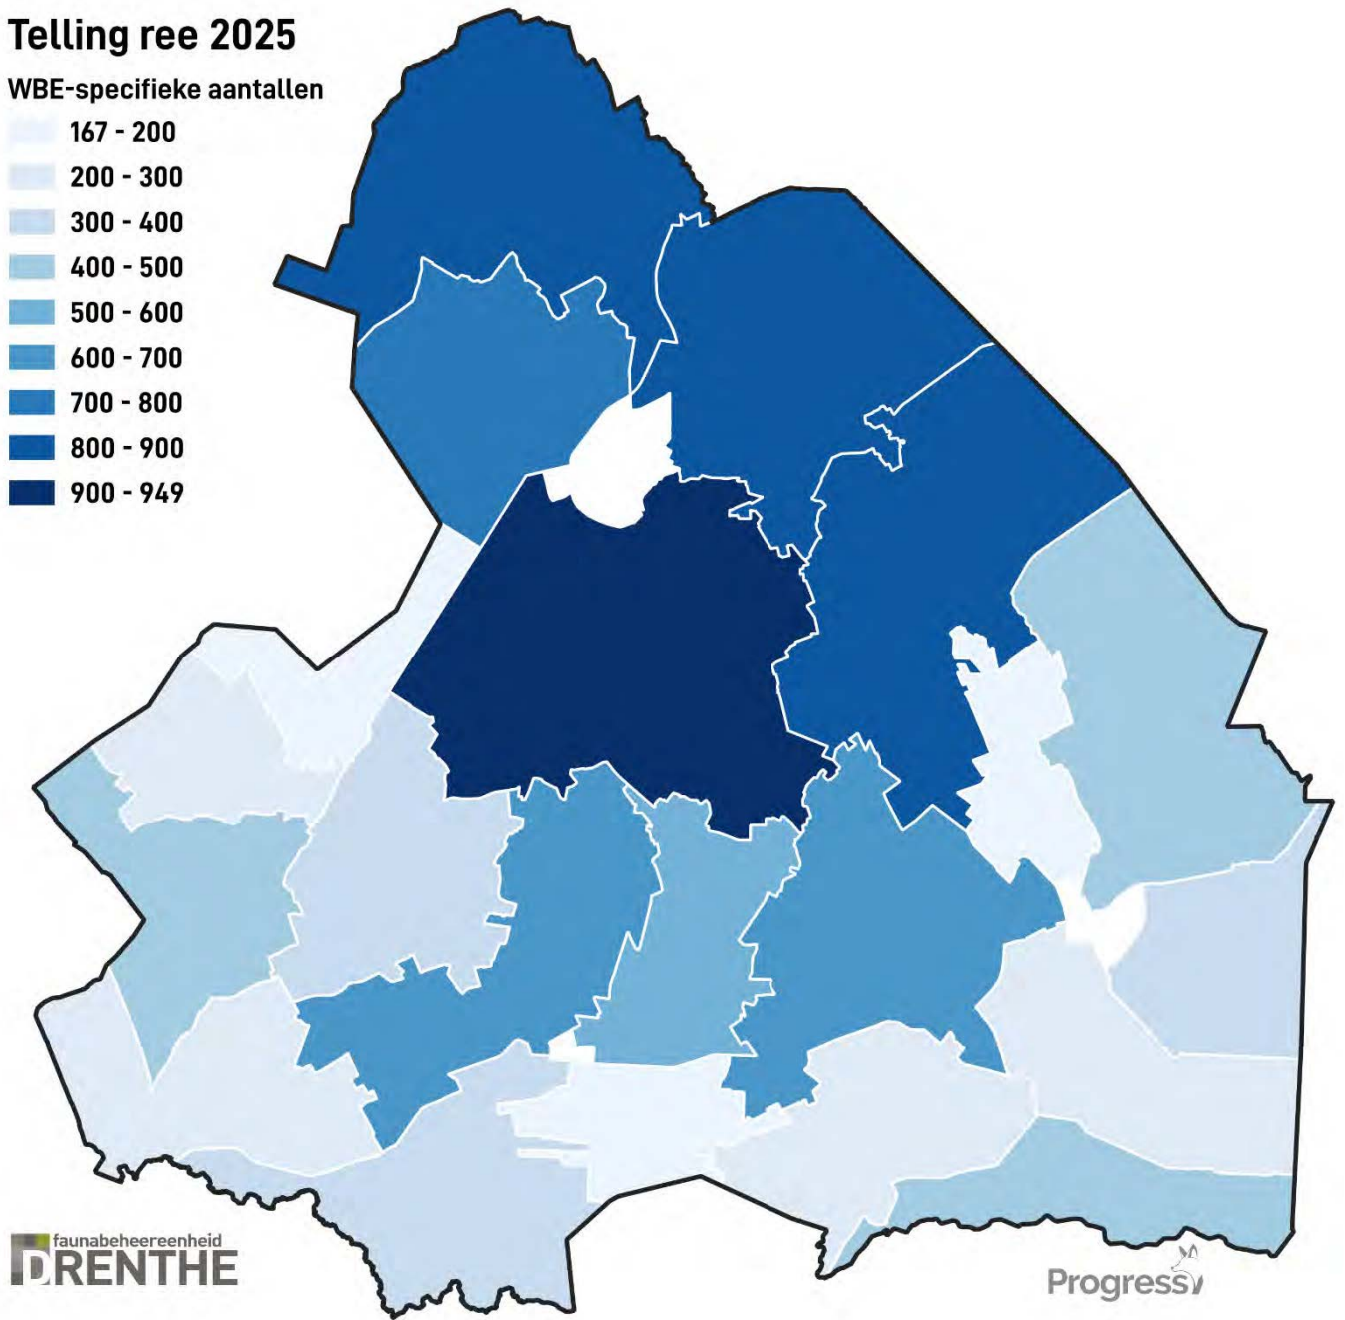 Telling ree 2025
WBE-specifieke aantallen
167 - 200
200 - 300
300 - 400
400 - 500
500 - 600
600 - 700
700 - 800
800 - 900
900 - 949
faunabeheereenheid
DRENTHE
Progress